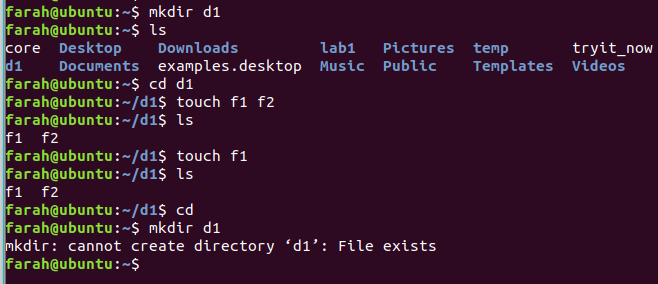 farah@ubuntu:~$ mkdir d1
farah@ubuntu:~$ ls
core  Desktop    Downloads         lab1   Pictures  temp       tryit_now
d1    Documents  examples.desktop  Music  Public    Templates  Videos
farah@ubuntu:~$ cd d1
farah@ubuntu:~/d1$ touch f1 f2
farah@ubuntu:~/d1$ ls
f1  f2
farah@ubuntu:~/d1$ touch f1
farah@ubuntu:~/d1$ ls
f1  f2
farah@ubuntu:~/d1$ cd
farah@ubuntu:~$ mkdir d1
mkdir: cannot create directory ‘d1’: File exists
farah@ubuntu:~$